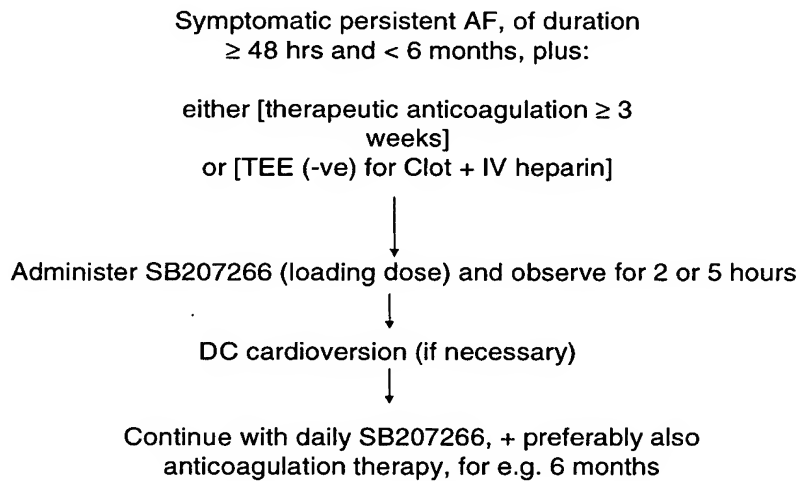 Symptomatic persistent AF, of duration
≥ 48 hrs and < 6 months, plus:
either [therapeutic anticoagulation ≥ 3
weeks]
or [TEE (-ve) for Clot + IV heparin]
Administer SB207266 (loading dose) and observe for 2 or 5 hours
DC cardioversion (if necessary)
Continue with daily SB207266, + preferably also
anticoagulation therapy, for e.g. 6 months